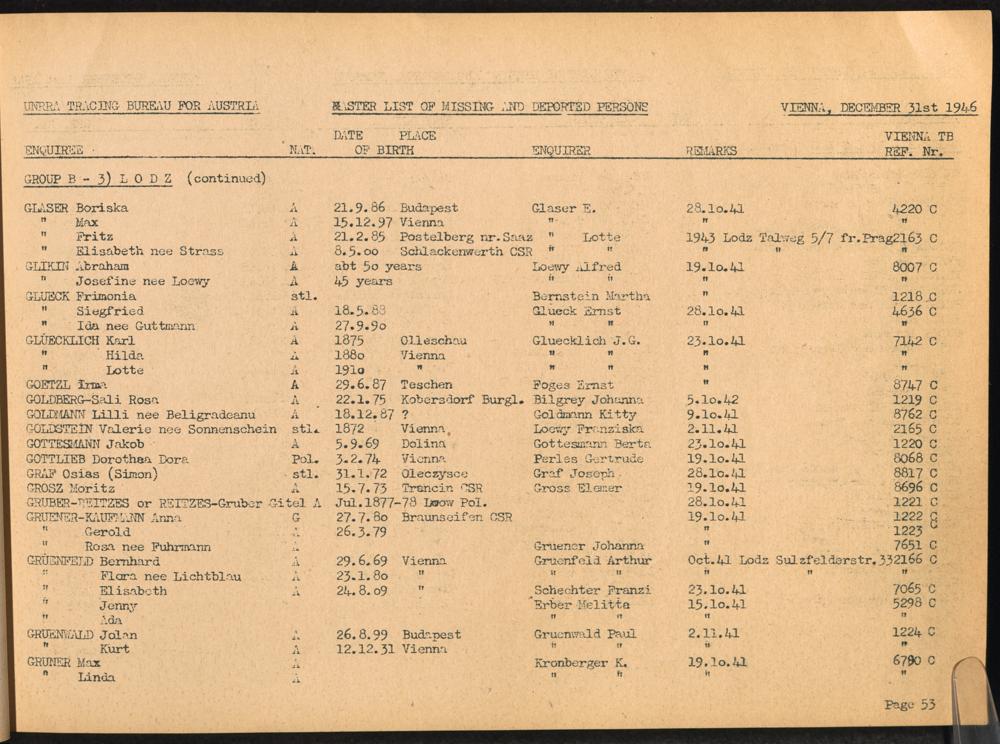 UNRRA TRACING BUREAU FOR AUSTRIA MASTER LIST OF MISSING AND DEPORTED PERSONS VIENNA, DECEMBER 31st 1946
DATE PLACE VIENNA TB
ENQUIREE NAT. OF BIRTH ENQUIRER REMARKS REF. Nr.
GROUP B - 3) L O D Z (continued)
GLASER Boriska A 21.9.86 Budapest Glaser E. 28.10.41 4220 C
" Max A 15.12.97 Vienna " " "
" Fritz A 21.2.85 Postelberg nr.Saaz " Lotte 1943 Lodz Talweg 5/7 fr.Prag2163 C
" Elisabeth nee Strass A 8.5.00 Schlackenwerth CSR " " " "
GLIKIN Abraham A abt 5o years Loewy Alfred 19.1o.41 8007 C
" Josefine nee Loewy A 45 years " " " "
GLUECK Frimonia stl. Bernstein Martha " 1218 C
" Siegfried A 18.5.88 Glueck Ernst 28.1o.41 4636 C
" Ida nee Guttmann A 27.9.9o " " " "
GLUECKLICH Karl A 1875 Olleschau Gluecklich J.G. 23.1o.41 7142 C
" Hilda A 188o Vienna " " " "
" Lotte A 191o " " " " "
GOETZL Irma A 29.6.87 Teschen Foges Ernst " 8747 C
GOLDBERG-Sali Rosa A 22.1.75 Kobersdorf Burgl. Bilgrey Johanna 5.1o.42 1219 C
GOLDMANN Lilli nee Beligradeanu A 18.12.87 ? Goldmann Kitty 9.1o.41 8762 C
GOLDSTEIN Valerie nee Sonnenschein stl. 1872 Vienna Loewy Franziska 2.11.41 2165 C
GOTTESMANN Jakob A 5.9.69 Dolina Gottesmann Berta 23.1o.41 1220 C
GOTTLIEB Dorothea Dora Pol. 3.2.74 Vienna Perles Gertrude 19.1o.41 8068 C
GRAF Osias (Simon) stl. 31.1.72 Oleczysce Graf Joseph 28.1o.41 8817 C
GROSZ Moritz A 15.7.73 Trencin CSR Gross Elemer 19.1o.41 8696 C
GRUBER-REITZES or REITZES-Gruber Gitel A Jul.1877-78 Lwow Pol. 28.1o.41 1221 C
GRUENER-KAUFMANN Anna G 27.7.8o Braunseifen CSR 19.1o.41 1222 C
" Gerold A 26.3.79 " 1223 C
" Rosa nee Fuhrmann A Gruener Johanna 7651 C
GRUENFELD Bernhard A 29.6.69 Vienna Gruenfeld Arthur Oct.41 Lodz Sulzfelderstr.332166 C
" Flora nee Lichtblau A 23.1.8o " " " " " "
" Elisabeth A 24.8.09 " Schechter Franzi 23.1o.41 7065 C
" Jenny Erber Melitta 15.1o.41 5298 C
" Ada " " " "
GRUENWALD Jolan A 26.8.99 Budapest Gruenwald Paul 2.11.41 1224 C
" Kurt A 12.12.31 Vienna " " " "
GRUNER Max A Kronberger K. 19.1o.41 6790 C
" Linda A " " " "
Page 53